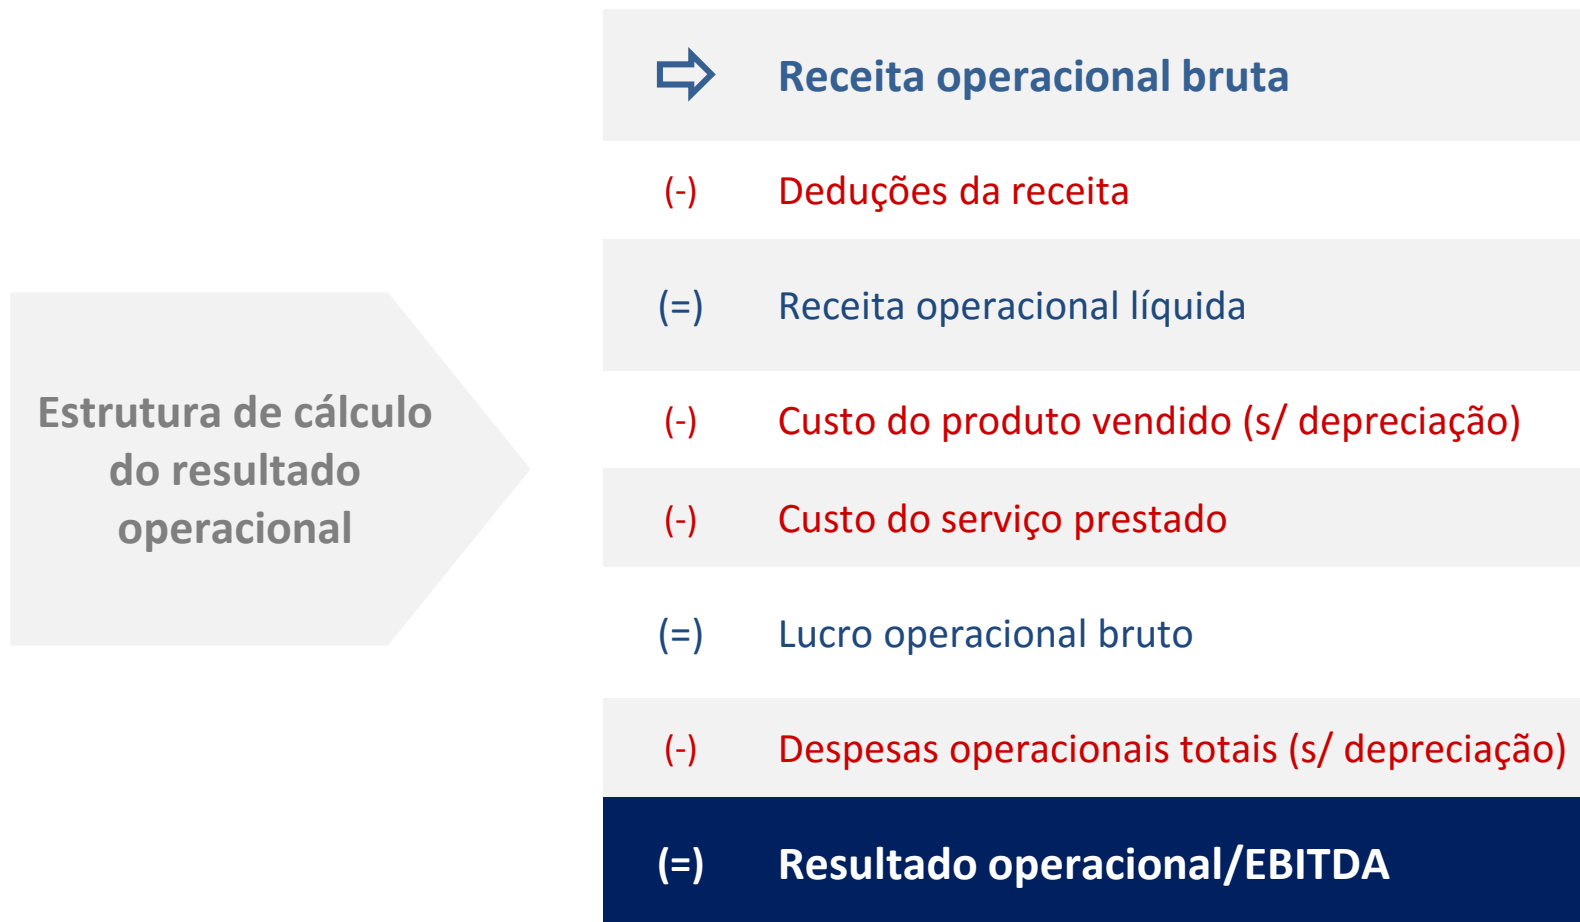 Estrutura de cálculo
do resultado
operacional
Receita operacional bruta
(-) Deduções da receita
(=) Receita operacional líquida
(-) Custo do produto vendido (s/ depreciação)
(-) Custo do serviço prestado
(=) Lucro operacional bruto
(-) Despesas operacionais totais (s/ depreciação)
(=) Resultado operacional/EBITDA